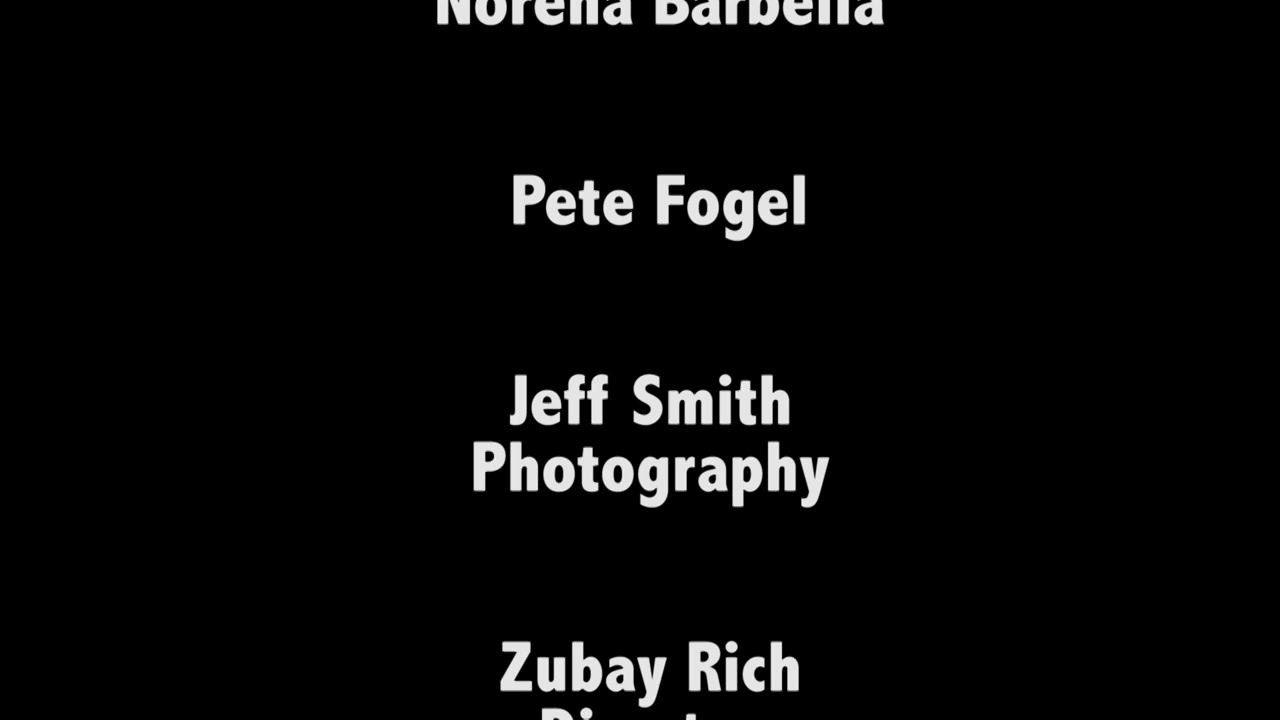 Norena Barbella
Pete Fogel
Jeff Smith
Photography
Zubay Rich